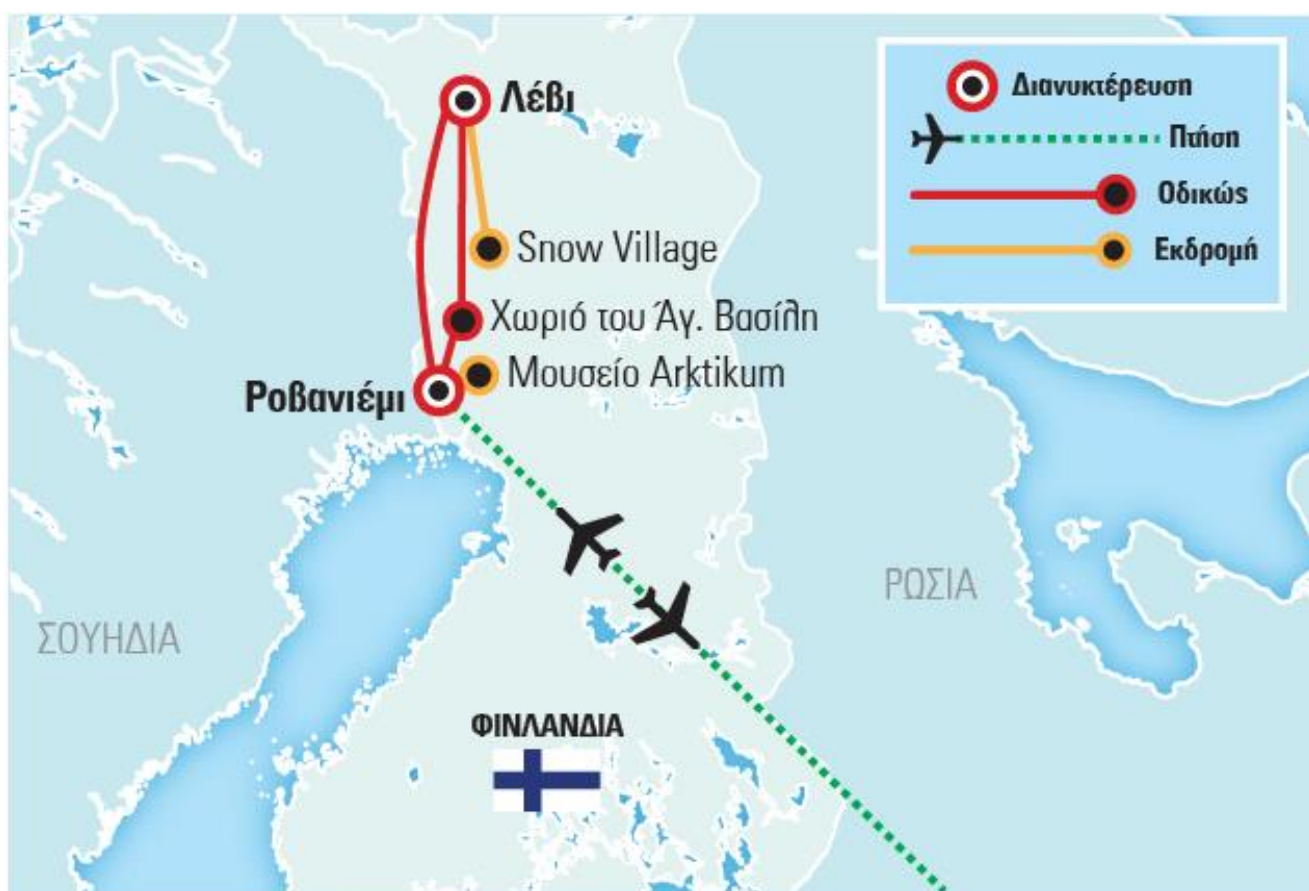 Λέβι
Snow Village
Χωριό του Άγ. Βασίλη
Μουσείο Arktikum
Ροβανιέμι
ΣΟΥΗΔΙΑ
ΡΩΣΙΑ
ΦΙΝΛΑΝΔΙΑ
Διανυκτέρευση
Πτήση
Οδικώς
Εκδρομή